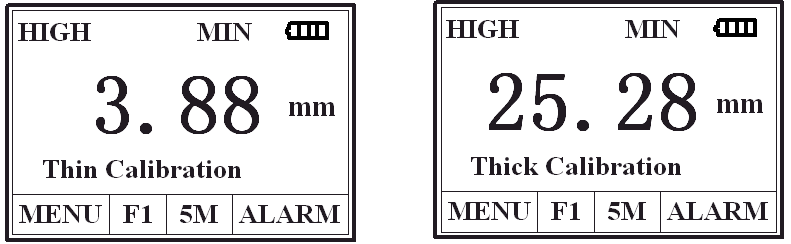 HIGH MIN
3.88 mm
Thin Calibration
MENU F1 5M ALARM
HIGH MIN
25.28 mm
Thick Calibration
MENU F1 5M ALARM